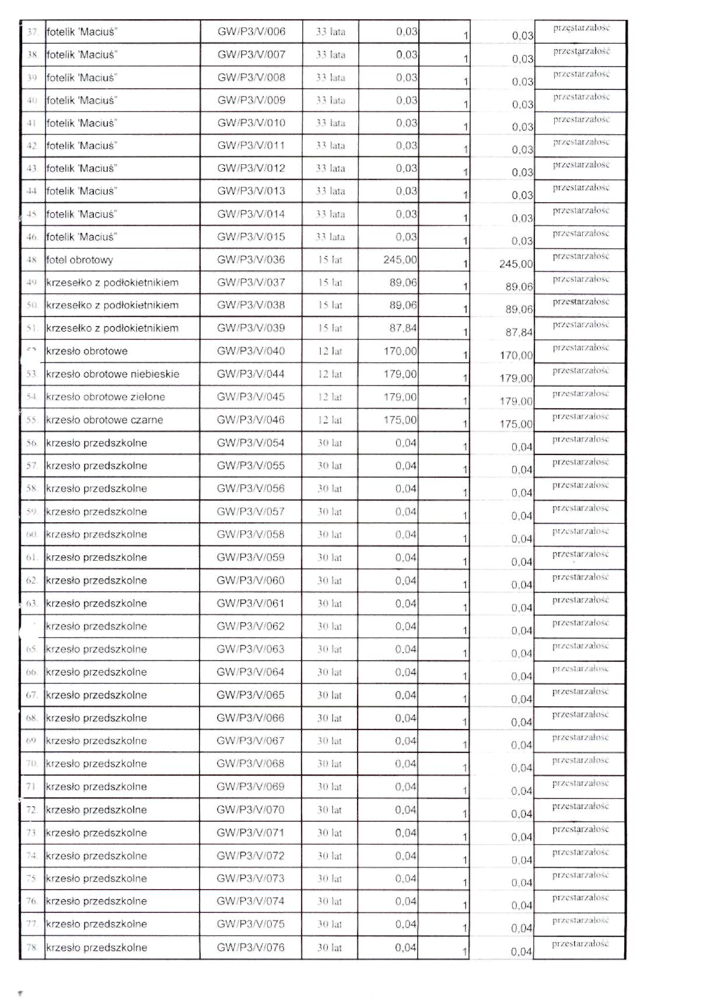 37. fotelik 'Maciuś" GW/P3/V/006 33 lata 0,03 1 0,03 przestarzałość
38. fotelik 'Maciuś" GW/P3/V/007 33 lata 0,03 1 0,03 przestarzałość
39 fotelik 'Maciuś" GW/P3/V/008 33 lata 0,03 1 0,03 przestarzałość
40 fotelik 'Maciuś" GW/P3/V/009 33 lata 0,03 1 0,03 przestarzałość
41 fotelik 'Maciuś" GW/P3/V/010 33 lata 0,03 1 0,03 przestarzałość
42. fotelik 'Maciuś" GW/P3/V/011 33 lata 0,03 1 0,03 przestarzałość
43. fotelik 'Maciuś" GW/P3/V/012 33 lata 0,03 1 0,03 przestarzałość
44 fotelik 'Maciuś" GW/P3/V/013 33 lata 0,03 1 0,03 przestarzałość
45 fotelik 'Maciuś" GW/P3/V/014 33 lata 0,03 1 0,03 przestarzałość
46. fotelik 'Maciuś" GW/P3/V/015 33 lata 0,03 1 0,03 przestarzałość
48 fotel obrotowy GW/P3/V/036 15 lat 245,00 1 245,00 przestarzałość
49 krzesełko z podłokietnikiem GW/P3/V/037 15 lat 89,06 1 89,06 przestarzałość
50. krzesełko z podłokietnikiem GW/P3/V/038 15 lat 89,06 1 89,06 przestarzałość
51. krzesełko z podłokietnikiem GW/P3/V/039 15 lat 87,84 1 87,84 przestarzałość
krzesło obrotowe GW/P3/V/040 12 lat 170,00 1 170,00 przestarzałość
53. krzesło obrotowe niebieskie GW/P3/V/044 12 lat 179,00 1 179,00 przestarzałość
54 krzesło obrotowe zielone GW/P3/V/045 12 lat 179,00 1 179,00 przestarzałość
55. krzesło obrotowe czarne GW/P3/V/046 12 lat 175,00 1 175,00 przestarzałość
56. krzesło przedszkolne GW/P3/V/054 30 lat 0,04 1 0,04 przestarzałość
57. krzesło przedszkolne GW/P3/V/055 30 lat 0,04 1 0,04 przestarzałość
58. krzesło przedszkolne GW/P3/V/056 30 lat 0,04 1 0,04 przestarzałość
59. krzesło przedszkolne GW/P3/V/057 30 lat 0,04 1 0,04 przestarzałość
60. krzesło przedszkolne GW/P3/V/058 30 lat 0,04 1 0,04 przestarzałość
61. krzesło przedszkolne GW/P3/V/059 30 lat 0,04 1 0,04 przestarzałość
62. krzesło przedszkolne GW/P3/V/060 30 lat 0,04 1 0,04 przestarzałość
63. krzesło przedszkolne GW/P3/V/061 30 lat 0,04 1 0,04 przestarzałość
krzesło przedszkolne GW/P3/V/062 30 lat 0,04 1 0,04 przestarzałość
65. krzesło przedszkolne GW/P3/V/063 30 lat 0,04 1 0,04 przestarzałość
66. krzesło przedszkolne GW/P3/V/064 30 lat 0,04 1 0,04 przestarzałość
67. krzesło przedszkolne GW/P3/V/065 30 lat 0,04 1 0,04 przestarzałość
68. krzesło przedszkolne GW/P3/V/066 30 lat 0,04 1 0,04 przestarzałość
69 krzesło przedszkolne GW/P3/V/067 30 lat 0,04 1 0,04 przestarzałość
70. krzesło przedszkolne GW/P3/V/068 30 lat 0,04 1 0,04 przestarzałość
71 krzesło przedszkolne GW/P3/V/069 30 lat 0,04 1 0,04 przestarzałość
72. krzesło przedszkolne GW/P3/V/070 30 lat 0,04 1 0,04 przestarzałość
73 krzesło przedszkolne GW/P3/V/071 30 lat 0,04 1 0,04 przestarzałość
74. krzesło przedszkolne GW/P3/V/072 30 lat 0,04 1 0,04 przestarzałość
75 krzesło przedszkolne GW/P3/V/073 30 lat 0,04 1 0,04 przestarzałość
76. krzesło przedszkolne GW/P3/V/074 30 lat 0,04 1 0,04 przestarzałość
77. krzesło przedszkolne GW/P3/V/075 30 lat 0,04 1 0,04 przestarzałość
78. krzesło przedszkolne GW/P3/V/076 30 lat 0,04 1 0,04 przestarzałość